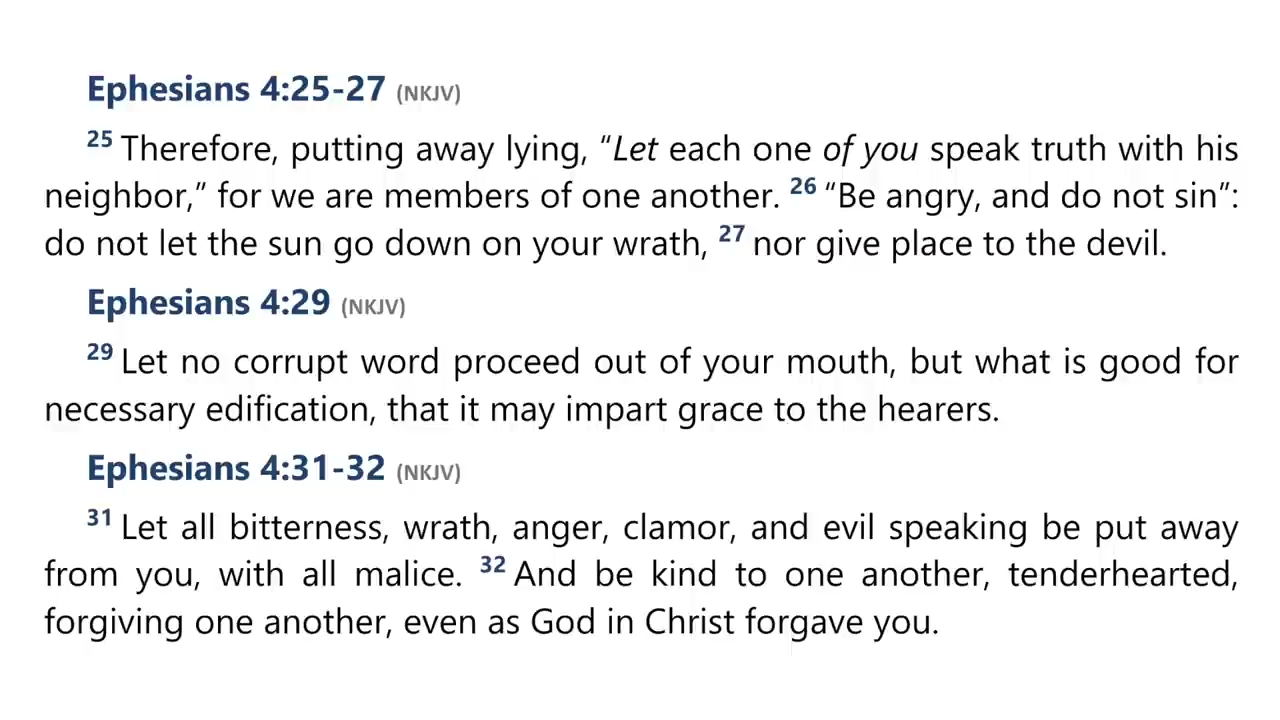 Ephesians 4:25-27 (NKJV)
25 Therefore, putting away lying, “Let each one of you speak truth with his
neighbor,” for we are members of one another. 26 “Be angry, and do not sin”:
do not let the sun go down on your wrath, 27 nor give place to the devil.
Ephesians 4:29 (NKJV)
29 Let no corrupt word proceed out of your mouth, but what is good for
necessary edification, that it may impart grace to the hearers.
Ephesians 4:31-32 (NKJV)
31 Let all bitterness, wrath, anger, clamor, and evil speaking be put away
from you, with all malice. 32 And be kind to one another, tenderhearted,
forgiving one another, even as God in Christ forgave you.